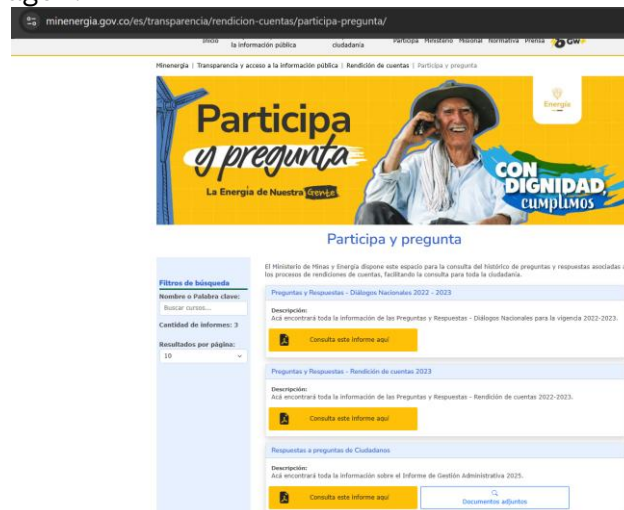 minenergia.gov.co/es/transparencia/rendicion-cuentas/participa-pregunta/
Inicio
la información pública
ciudadanía
Participa Ministerio Misional Normativa Prensa
GW
Minenergía | Transparencia y acceso a la información pública | Rendición de cuentas | Participa y pregunta
Participa
y pregunta
La Energía de Nuestra Gente
Energía
CON
DIGNIDAD,
CUMPLIMOS
Participa y pregunta
El Ministerio de Minas y Energía dispone este espacio para la consulta del histórico de preguntas y respuestas asociadas a
los procesos de rendiciones de cuentas, facilitando la consulta para toda la ciudadanía.
Filtros de búsqueda
Nombre o Palabra clave:
Buscar cursos...
Cantidad de informes: 3
Resultados por página:
10
Preguntas y Respuestas - Diálogos Nacionales 2022 - 2023
Descripción:
Acá encontrará toda la información de las Preguntas y Respuestas - Diálogos Nacionales para la vigencia 2022-2023.
Consulta este informe aquí
Preguntas y Respuestas - Rendición de cuentas 2023
Descripción:
Acá encontrará toda la información de las Preguntas y Respuestas - Rendición de cuentas 2022-2023.
Consulta este informe aquí
Respuestas a preguntas de Ciudadanos
Descripción:
Acá encontrará toda la información sobre el Informe de Gestión Administrativa 2025.
Consulta este informe aquí
Documentos adjuntos